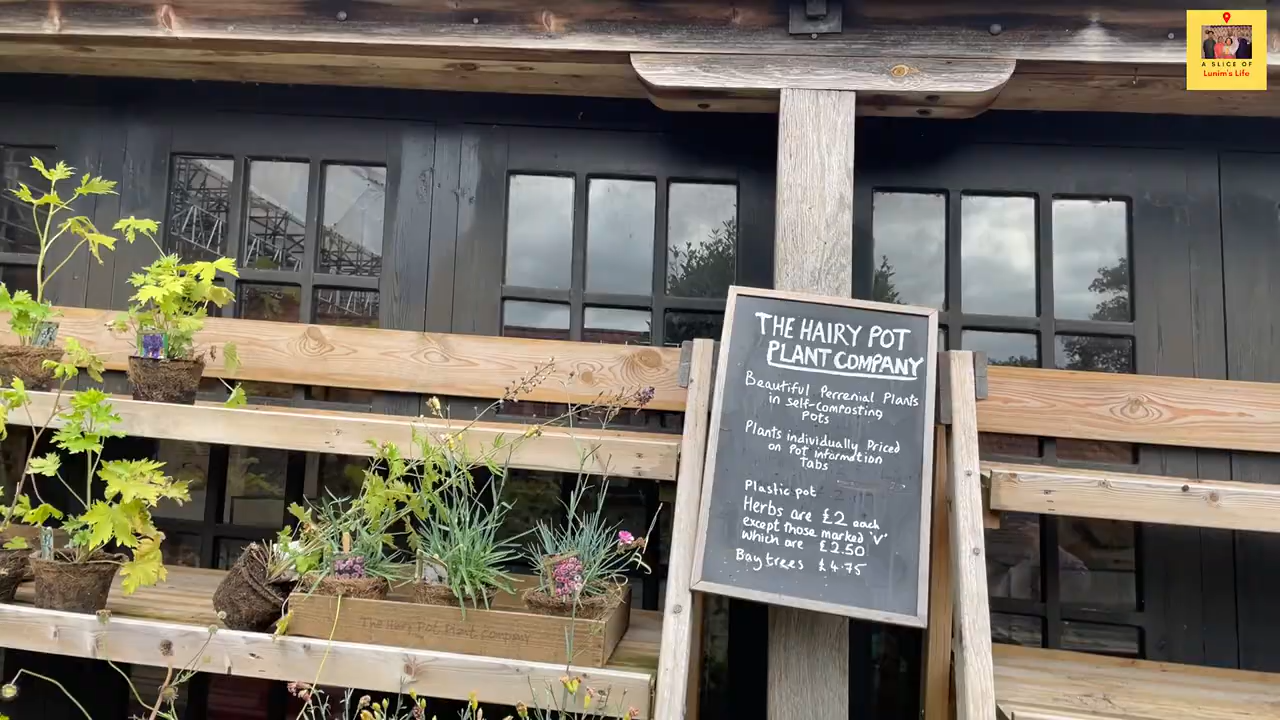 A SLICE OF
Lunim's Life
THE HAIRY POT
PLANT COMPANY
Beautiful Perrenial Plants
in Self-Composting
Pots
Plants individually Priced
on Pot information
Tabs
Plastic pot
Herbs are £2 each
except those marked 'V'
which are £2.50
Bay trees £4.75
The Hairy Pot Plant Company